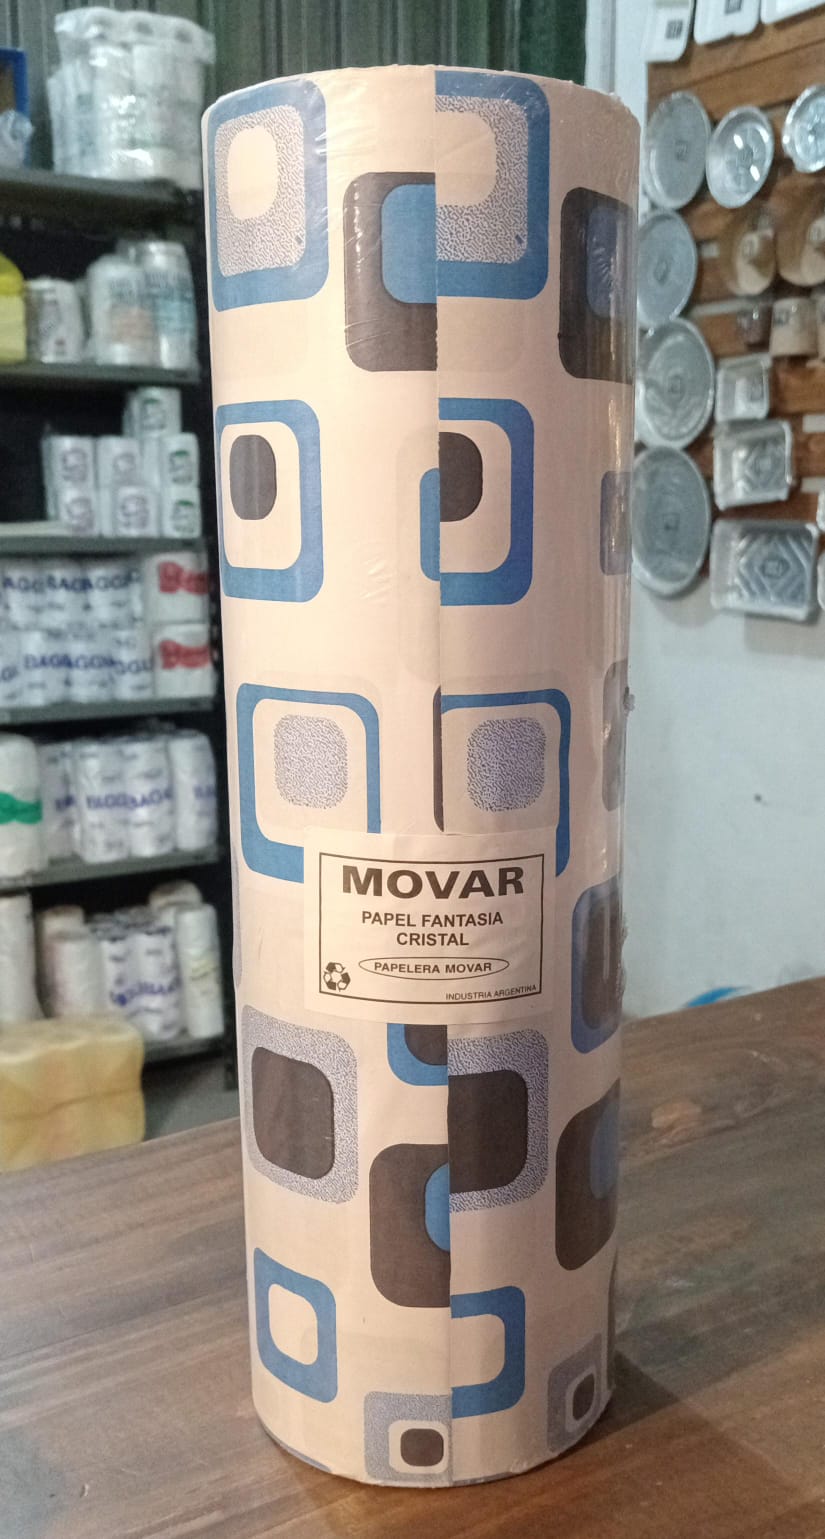 MOVAR
PAPEL FANTASIA
CRISTAL
PAPELERA MOVAR
INDUSTRIA ARGENTINA